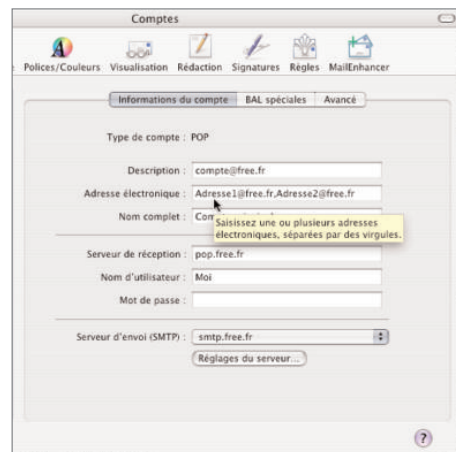 Comptes
Polices/Couleurs Visualisation Rédaction Signatures Règles MailEnhancer
Informations du compte BAL spéciales Avancé
Type de compte : POP
Description : compte@free.fr
Adresse électronique : Adresse1@free.fr,Adresse2@free.fr
Nom complet :
Saisissez une ou plusieurs adresses
électroniques, séparées par des virgules.
Serveur de réception : pop.free.fr
Nom d'utilisateur : Moi
Mot de passe :
Serveur d'envoi (SMTP) : smtp.free.fr
Réglages du serveur...
?